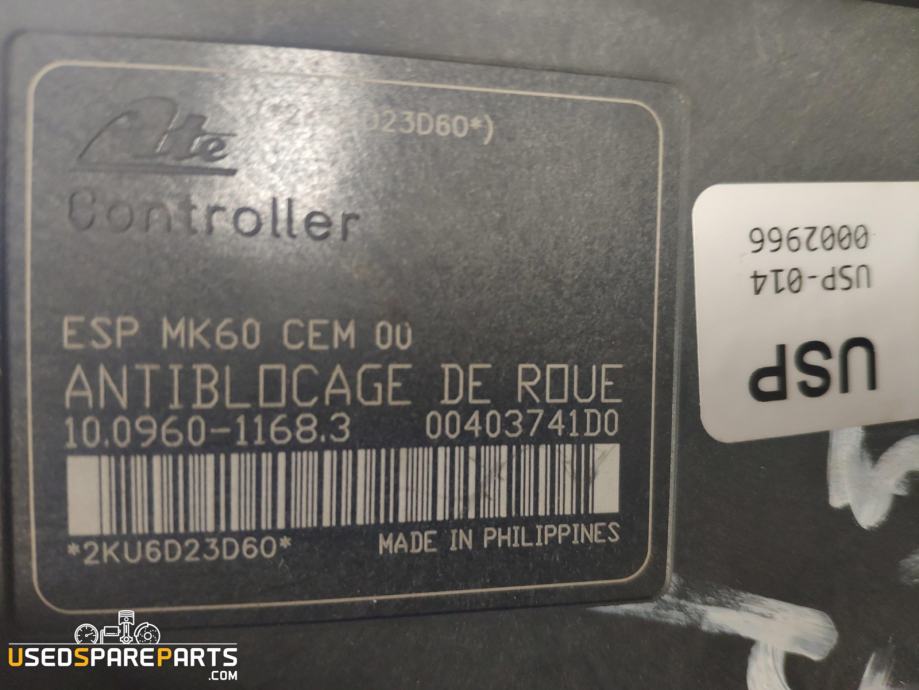 Ate
D23D60*)
Controller
ESP MK60 CEM 00
ANTIBLOCAGE DE ROUE
10.0960-1168.3 00403741D0
*2KU6D23D60*
MADE IN PHILIPPINES
USP
USP-014
0002966
USEDSPAREPARTS
.COM